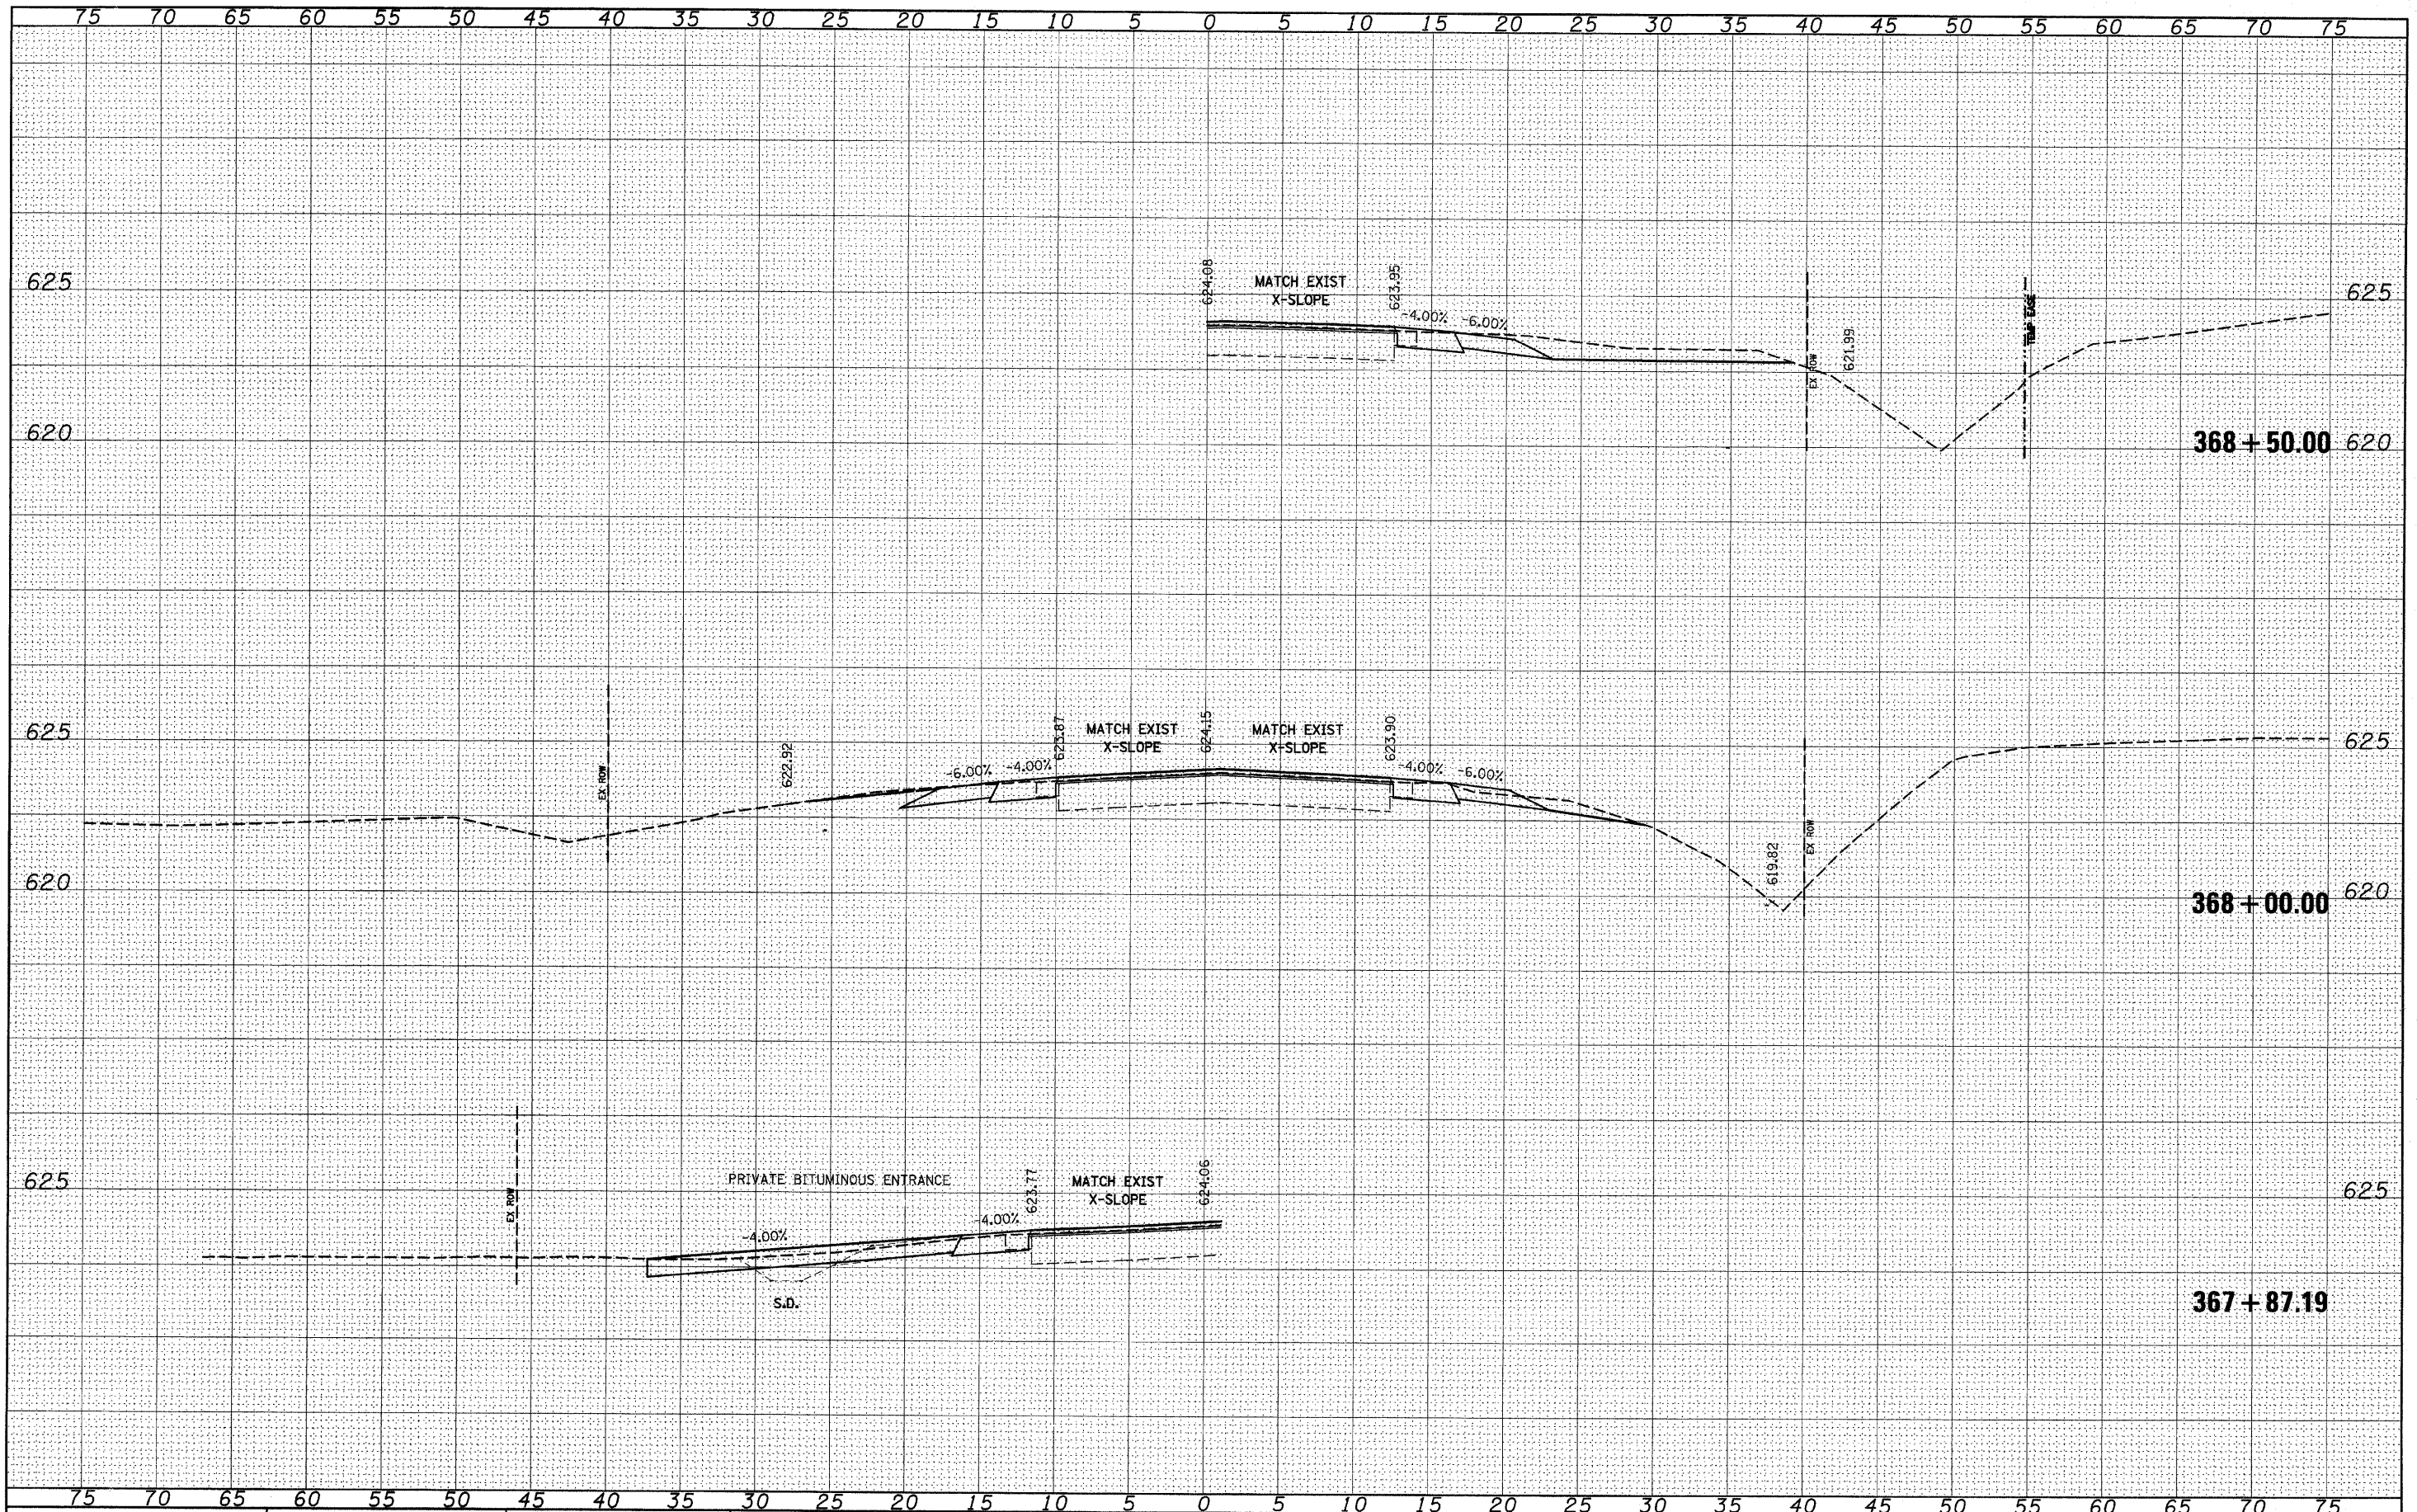 75 70 65 60 55 50 45 40 35 30 25 20 15 10 5 0 5 10 15 20 25 30 35 40 45 50 55 60 65 70 75
625 624.08 MATCH EXIST 623.95 625
X-SLOPE
-4.00% -6.00%
TEMP EASE
621.99
EX ROW
620 368+50.00 620
625 623.87 MATCH EXIST 624.15 MATCH EXIST 623.90 625
X-SLOPE X-SLOPE
622.92 -6.00% -4.00% -4.00% -6.00%
EX ROW
EX ROW
619.82
620 368+00.00 620
625 EX ROW PRIVATE BITUMINOUS ENTRANCE 623.77 MATCH EXIST 624.06 625
X-SLOPE
-4.00% -4.00%
S.D. 367+87.19
75 70 65 60 55 50 45 40 35 30 25 20 15 10 5 0 5 10 15 20 25 30 35 40 45 50 55 60 65 70 75